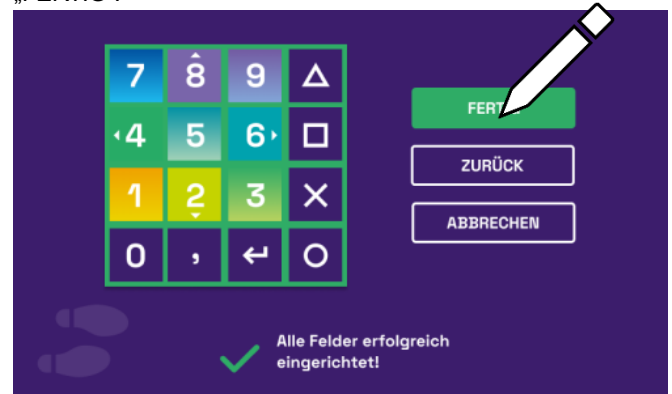 7 8 9 △
4 5 6 □
1 2 3 ✕
0 , ↵ ○
FERTIG
ZURÜCK
ABBRECHEN
Alle Felder erfolgreich
eingerichtet!